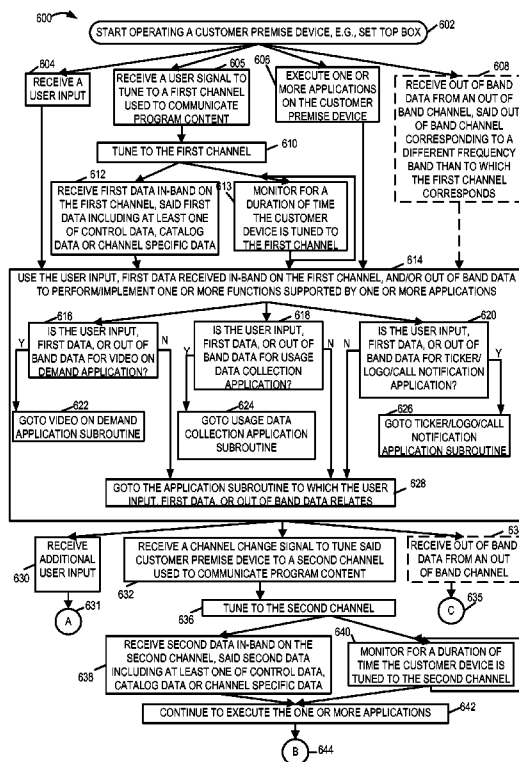 600
START OPERATING A CUSTOMER PREMISE DEVICE, E.G., SET TOP BOX
602
604
RECEIVE A
USER INPUT
605
RECEIVE A USER SIGNAL TO
TUNE TO A FIRST CHANNEL
USED TO COMMUNICATE
PROGRAM CONTENT
606
EXECUTE ONE OR
MORE APPLICATIONS
ON THE CUSTOMER
PREMISE DEVICE
608
RECEIVE OUT OF BAND
DATA FROM AN OUT OF
BAND CHANNEL, SAID OUT
OF BAND CHANNEL
CORRESPONDING TO A
DIFFERENT FREQUENCY
BAND THAN TO WHICH
THE FIRST CHANNEL
CORRESPONDS
TUNE TO THE FIRST CHANNEL
610
612
RECEIVE FIRST DATA IN-BAND ON
THE FIRST CHANNEL, SAID FIRST
DATA INCLUDING AT LEAST ONE
OF CONTROL DATA, CATALOG
DATA OR CHANNEL SPECIFIC DATA
613
MONITOR FOR A
DURATION OF TIME
THE CUSTOMER
DEVICE IS TUNED TO
THE FIRST CHANNEL
614
USE THE USER INPUT, FIRST DATA RECEIVED IN-BAND ON THE FIRST CHANNEL, AND/OR OUT OF BAND DATA
TO PERFORM/IMPLEMENT ONE OR MORE FUNCTIONS SUPPORTED BY ONE OR MORE APPLICATIONS
616
IS THE USER INPUT,
FIRST DATA, OR OUT OF
BAND DATA FOR VIDEO ON
DEMAND APPLICATION?
Y
N
618
IS THE USER INPUT,
FIRST DATA, OR OUT OF
BAND DATA FOR USAGE
DATA COLLECTION
APPLICATION?
Y
N
620
IS THE USER INPUT,
FIRST DATA, OR OUT OF
BAND DATA FOR TICKER/
LOGO/CALL NOTIFICATION
APPLICATION?
N
Y
622
GOTO VIDEO ON DEMAND
APPLICATION SUBROUTINE
624
GOTO USAGE DATA
COLLECTION APPLICATION
SUBROUTINE
626
GOTO TICKER/LOGO/CALL
NOTIFICATION
APPLICATION SUBROUTINE
GOTO THE APPLICATION SUBROUTINE TO WHICH THE USER
INPUT, FIRST DATA, OR OUT OF BAND DATA RELATES
628
RECEIVE
ADDITIONAL
USER INPUT
630
A
631
RECEIVE A CHANNEL CHANGE SIGNAL TO TUNE SAID
CUSTOMER PREMISE DEVICE TO A SECOND CHANNEL
USED TO COMMUNICATE PROGRAM CONTENT
632
RECEIVE OUT OF BAND
DATA FROM AN OUT
OF BAND CHANNEL
C
635
TUNE TO THE SECOND CHANNEL
636
RECEIVE SECOND DATA IN-BAND ON THE
SECOND CHANNEL, SAID SECOND DATA
INCLUDING AT LEAST ONE OF CONTROL DATA,
CATALOG DATA OR CHANNEL SPECIFIC DATA
638
640
MONITOR FOR A DURATION OF
TIME THE CUSTOMER DEVICE IS
TUNED TO THE SECOND CHANNEL
CONTINUE TO EXECUTE THE ONE OR MORE APPLICATIONS
642
B
644